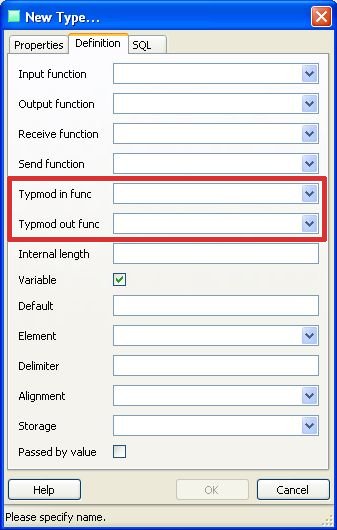 New Type...
Properties Definition SQL
Input function
Output function
Receive function
Send function
Typmod in func
Typmod out func
Internal length
Variable
Default
Element
Delimiter
Alignment
Storage
Passed by value
Help OK Cancel
Please specify name.